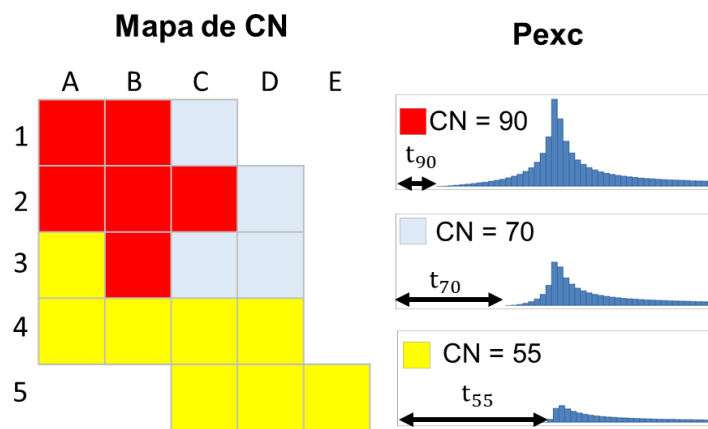 Mapa de CN
A B C D E
1
2
3
4
5
Pexc
CN = 90
t90
CN = 70
t70
CN = 55
t55